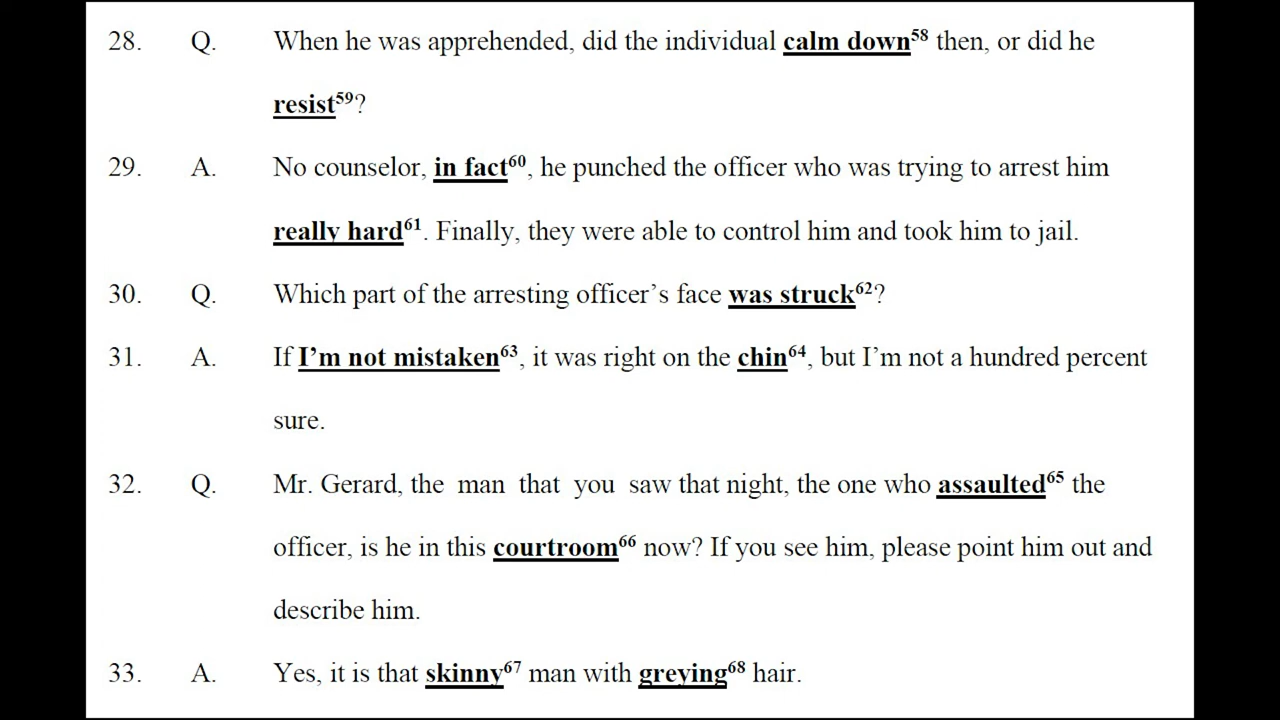 28. Q. When he was apprehended, did the individual calm down58 then, or did he
resist59?
29. A. No counselor, in fact60, he punched the officer who was trying to arrest him
really hard61. Finally, they were able to control him and took him to jail.
30. Q. Which part of the arresting officer’s face was struck62?
31. A. If I’m not mistaken63, it was right on the chin64, but I’m not a hundred percent
sure.
32. Q. Mr. Gerard, the man that you saw that night, the one who assaulted65 the
officer, is he in this courtroom66 now? If you see him, please point him out and
describe him.
33. A. Yes, it is that skinny67 man with greying68 hair.